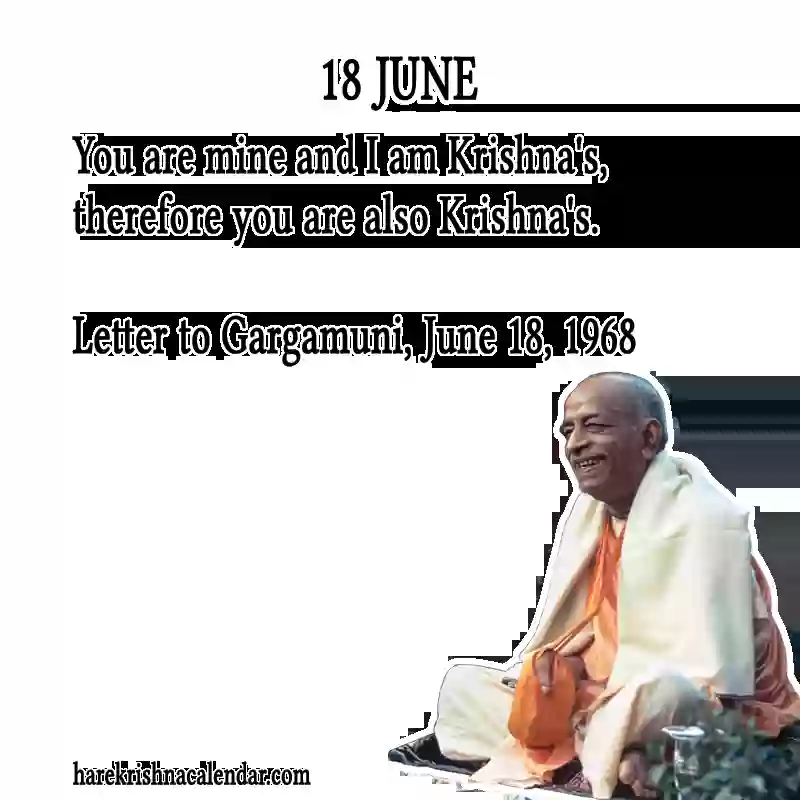 18 JUNE
You are mine and I am Krishna's,
therefore you are also Krishna's.
Letter to Gargamuni, June 18, 1968
harekrishnacalendar.com